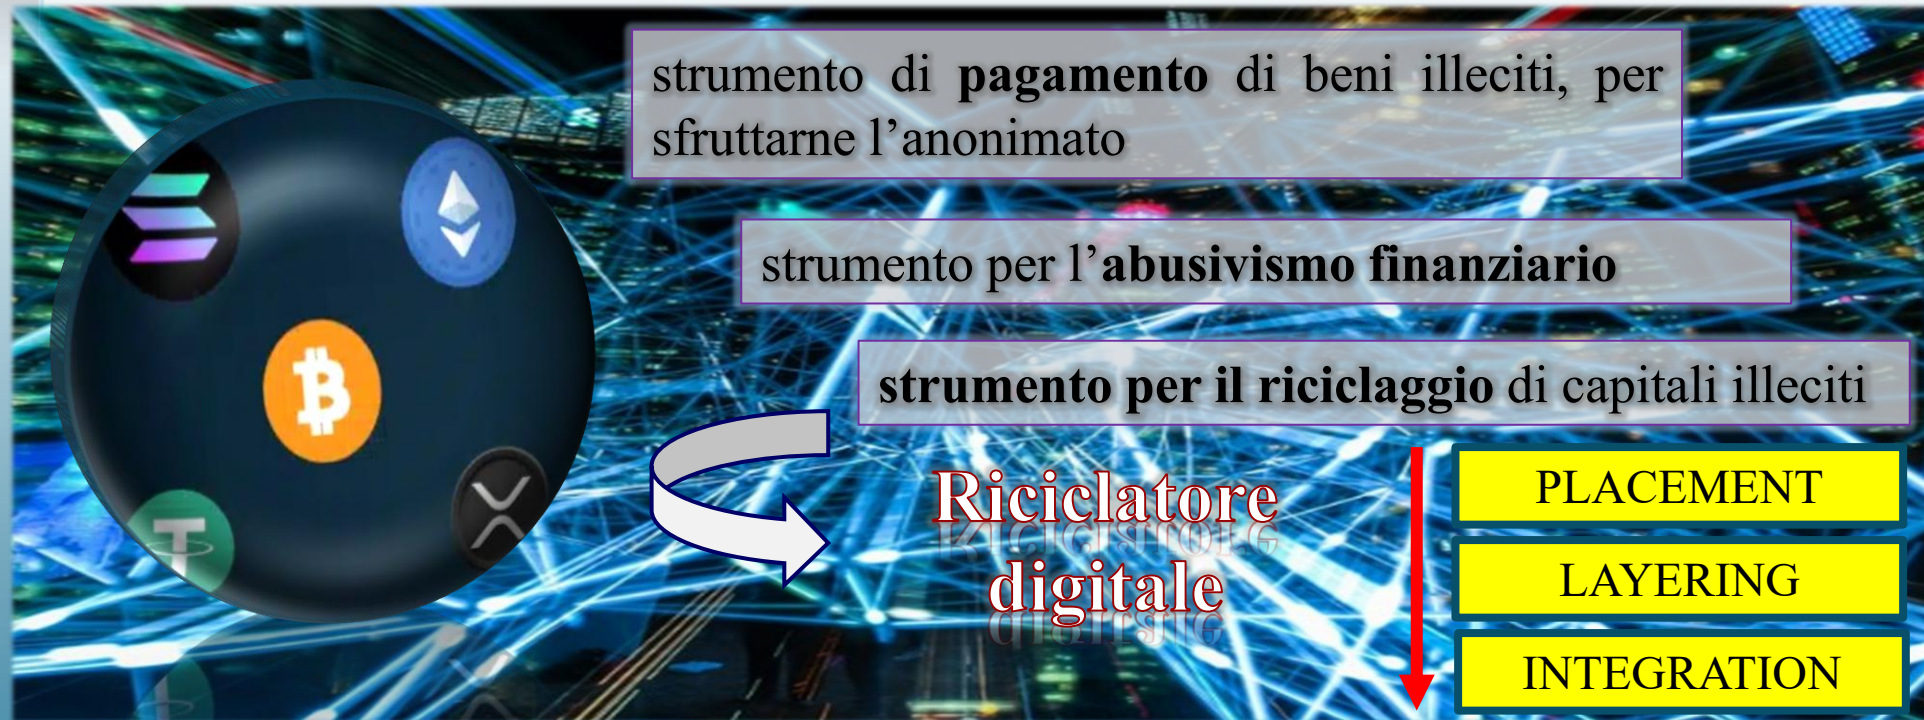 strumento di pagamento di beni illeciti, per
sfruttarne l’anonimato
strumento per l’abusivismo finanziario
strumento per il riciclaggio di capitali illeciti
Riciclatore
digitale
PLACEMENT
LAYERING
INTEGRATION